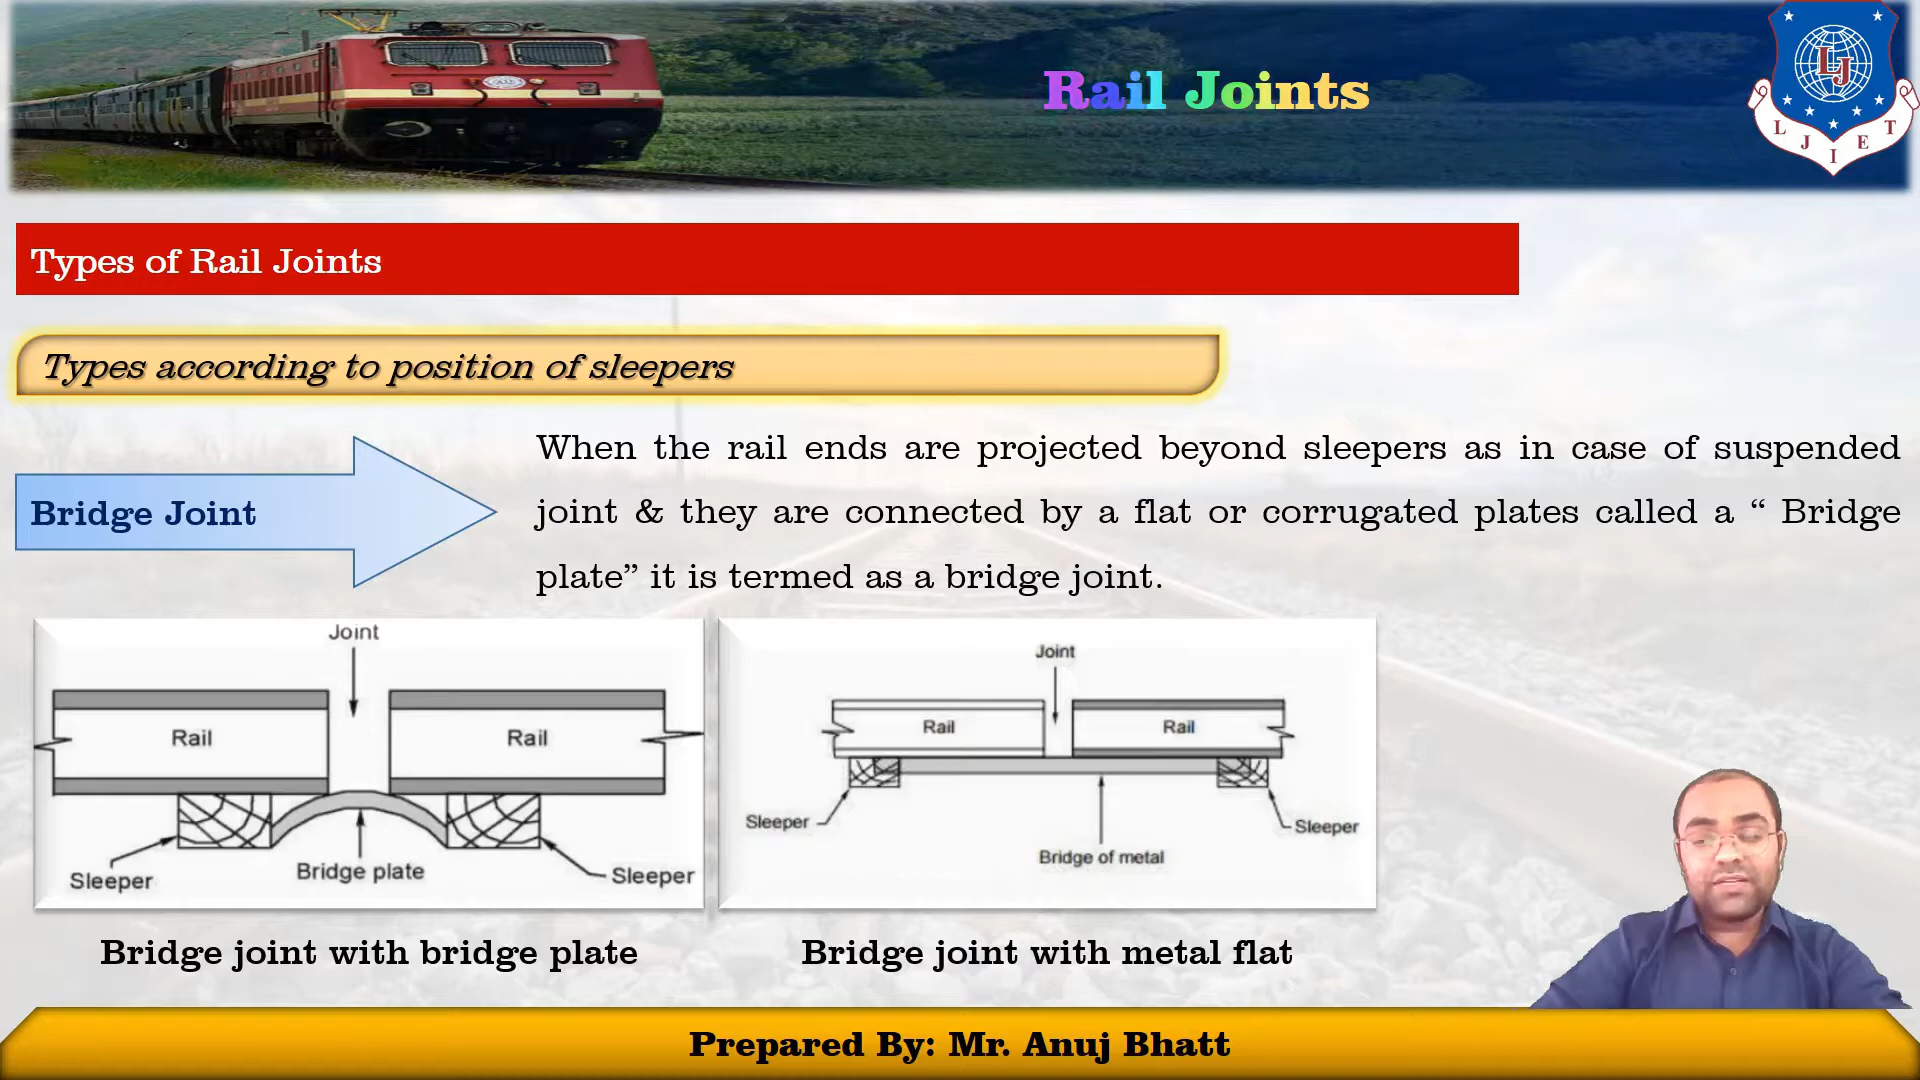 Rail Joints
L J I E T
LJ
Types of Rail Joints
Types according to position of sleepers
Bridge Joint
When the rail ends are projected beyond sleepers as in case of suspended
joint & they are connected by a flat or corrugated plates called a “ Bridge
plate” it is termed as a bridge joint.
Joint
Rail
Rail
Sleeper
Bridge plate
Sleeper
Joint
Rail
Rail
Sleeper
Sleeper
Bridge of metal
Bridge joint with bridge plate
Bridge joint with metal flat
Prepared By: Mr. Anuj Bhatt